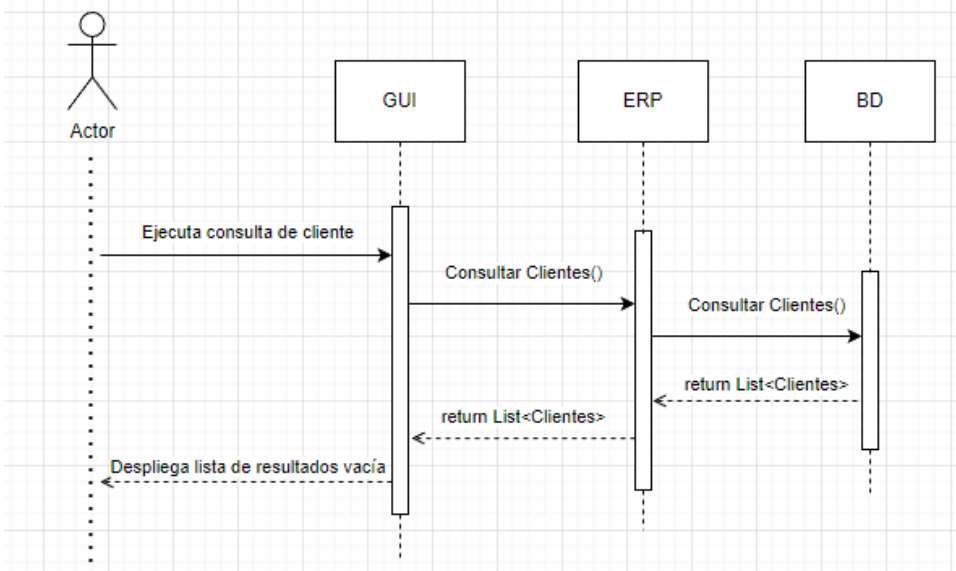 GUI
ERP
BD
Actor
Ejecuta consulta de cliente
Consultar Clientes()
Consultar Clientes()
return List<Clientes>
return List<Clientes>
Despliega lista de resultados vacía